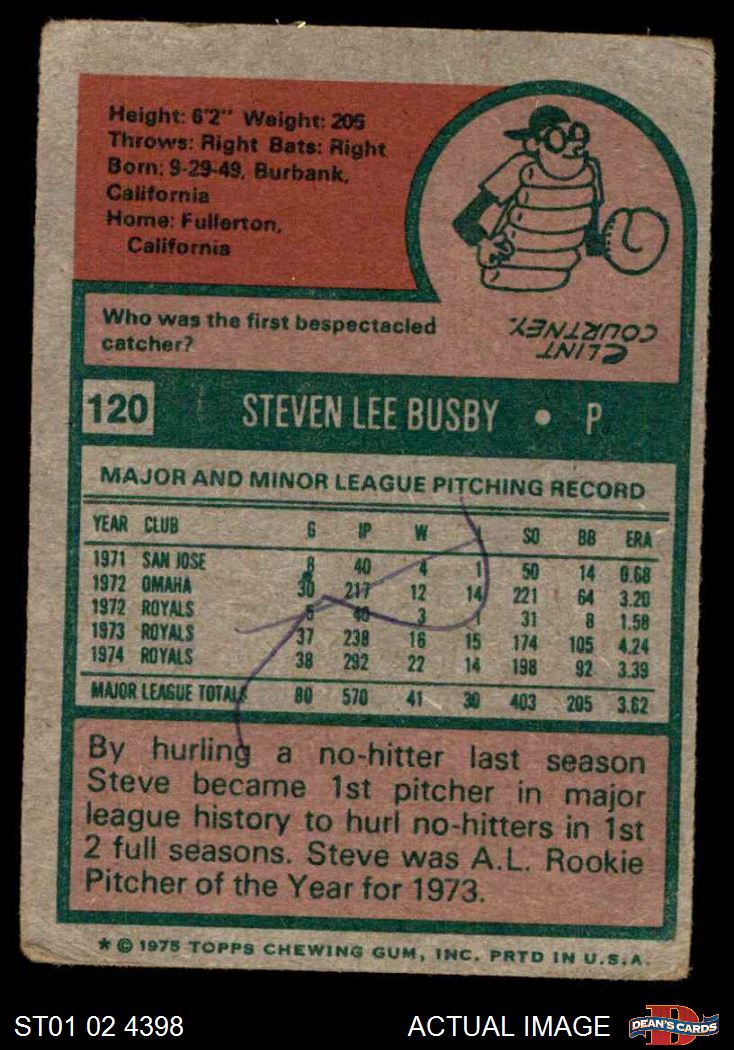 Height: 6'2" Weight: 205
Throws: Right Bats: Right
Born: 9-29-49, Burbank,
California
Home: Fullerton,
California
CLINT
COURTNEY.
Who was the first bespectacled
catcher?
120 STEVEN LEE BUSBY • P
MAJOR AND MINOR LEAGUE PITCHING RECORD
YEAR CLUB G IP W L SO BB ERA
1971 SAN JOSE 8 40 4 1 50 14 0.68
1972 OMAHA 30 217 12 14 221 64 3.20
1972 ROYALS 5 40 3 1 31 8 1.58
1973 ROYALS 37 238 16 15 174 105 4.24
1974 ROYALS 38 292 22 14 198 92 3.39
MAJOR LEAGUE TOTALS 80 570 41 30 403 205 3.62
By hurling a no-hitter last season
Steve became 1st pitcher in major
league history to hurl no-hitters in 1st
2 full seasons. Steve was A.L. Rookie
Pitcher of the Year for 1973.
* © 1975 TOPPS CHEWING GUM, INC. PRTD IN U.S.A.
ST01 02 4398 ACTUAL IMAGE D DEAN'S CARDS